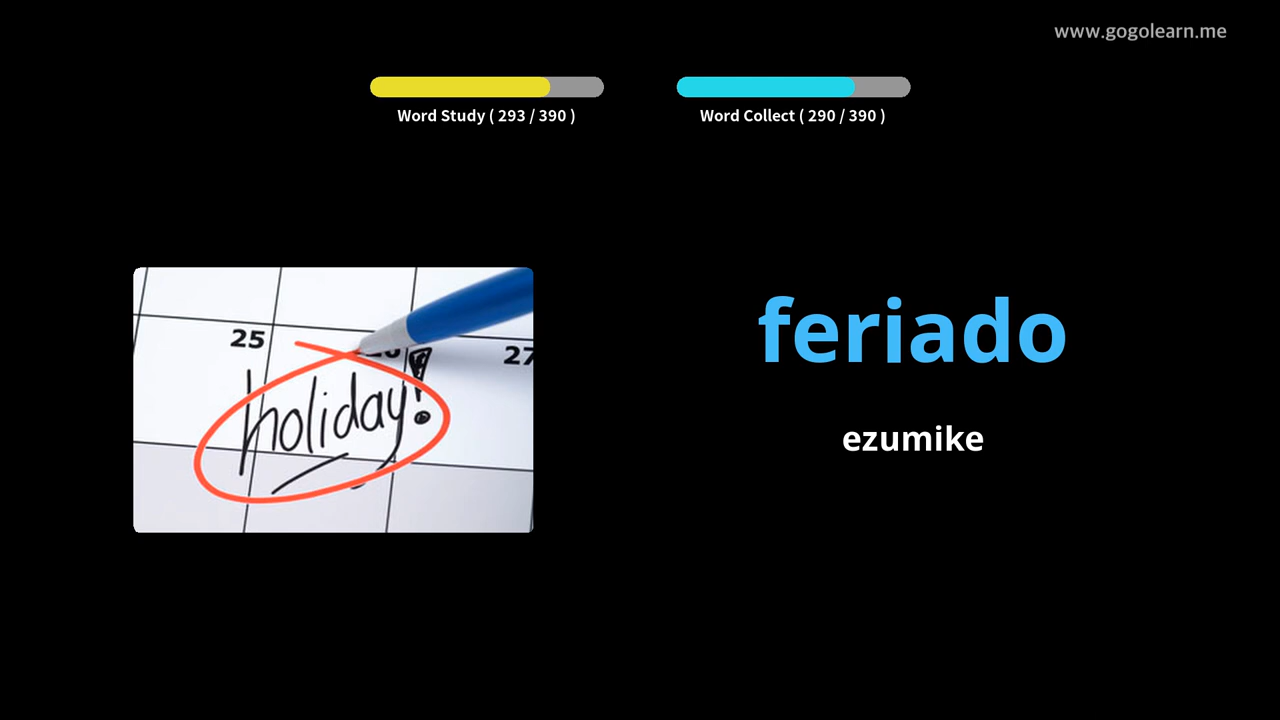 www.gogolearn.me
Word Study ( 293 / 390 )
Word Collect ( 290 / 390 )
25
27
holiday!
feriado
ezumike